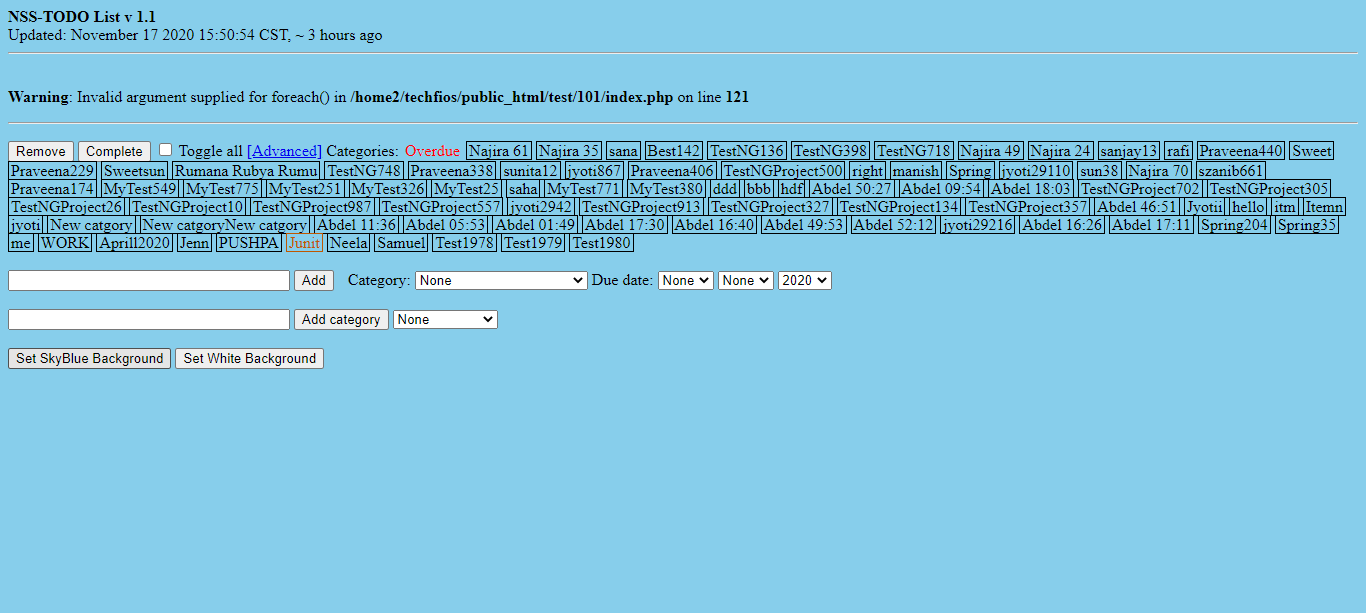 NSS-TODO List v 1.1
Updated: November 17 2020 15:50:54 CST, ~ 3 hours ago
Warning: Invalid argument supplied for foreach() in /home2/techfios/public_html/test/101/index.php on line 121
Remove Complete Toggle all [Advanced] Categories: Overdue Najira 61 Najira 35 sana Best142 TestNG136 TestNG398 TestNG718 Najira 49 Najira 24 sanjay13 rafi Praveena440 Sweet
Praveena229 Sweetsun Rumana Rubya Rumu TestNG748 Praveena338 sunita12 jyoti867 Praveena406 TestNGProject500 right manish Spring jyoti29110 sun38 Najira 70 szanib661
Praveena174 MyTest549 MyTest775 MyTest251 MyTest326 MyTest25 saha MyTest771 MyTest380 ddd bbb hdf Abdel 50:27 Abdel 09:54 Abdel 18:03 TestNGProject702 TestNGProject305
TestNGProject26 TestNGProject10 TestNGProject987 TestNGProject557 jyoti2942 TestNGProject913 TestNGProject327 TestNGProject134 TestNGProject357 Abdel 46:51 Jyotii hello itm Itemn
jyoti New catgory New catgoryNew catgory Abdel 11:36 Abdel 05:53 Abdel 01:49 Abdel 17:30 Abdel 16:40 Abdel 49:53 Abdel 52:12 jyoti29216 Abdel 16:26 Abdel 17:11 Spring204 Spring35
me WORK Aprill2020 Jenn PUSHPA Junit Neela Samuel Test1978 Test1979 Test1980
Add Category: None Due date: None None 2020
Add category None
Set SkyBlue Background Set White Background